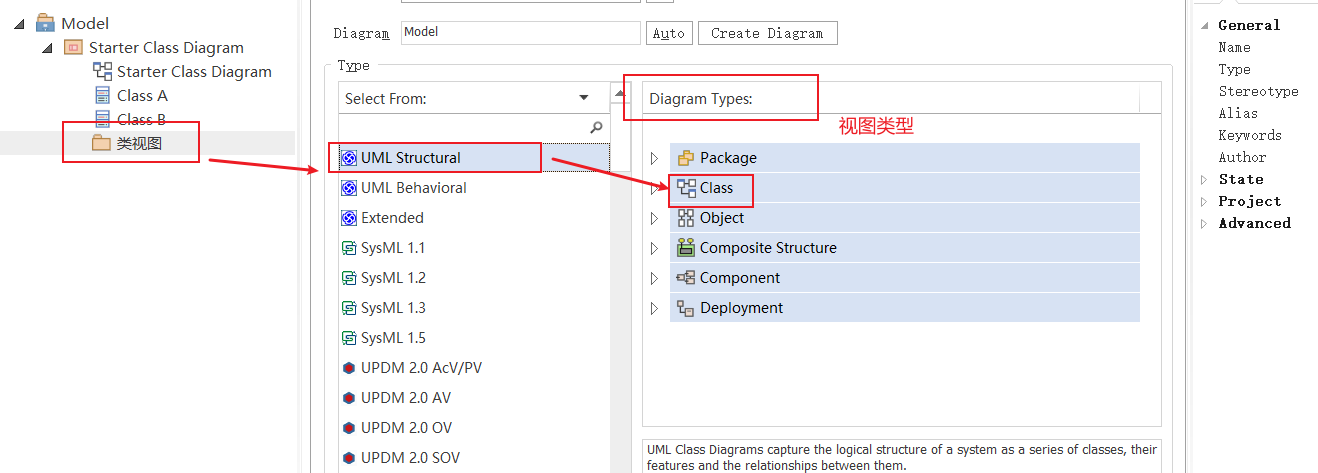 Model
Starter Class Diagram
Starter Class Diagram
Class A
Class B
类视图
Diagram
Model
Auto
Create Diagram
Type
Select From:
UML Structural
UML Behavioral
Extended
SysML 1.1
SysML 1.2
SysML 1.3
SysML 1.5
UPDM 2.0 AcV/PV
UPDM 2.0 AV
UPDM 2.0 OV
UPDM 2.0 SOV
Diagram Types:
视图类型
Package
Class
Object
Composite Structure
Component
Deployment
UML Class Diagrams capture the logical structure of a system as a series of classes, their
features and the relationships between them.
General
Name
Type
Stereotype
Alias
Keywords
Author
State
Project
Advanced